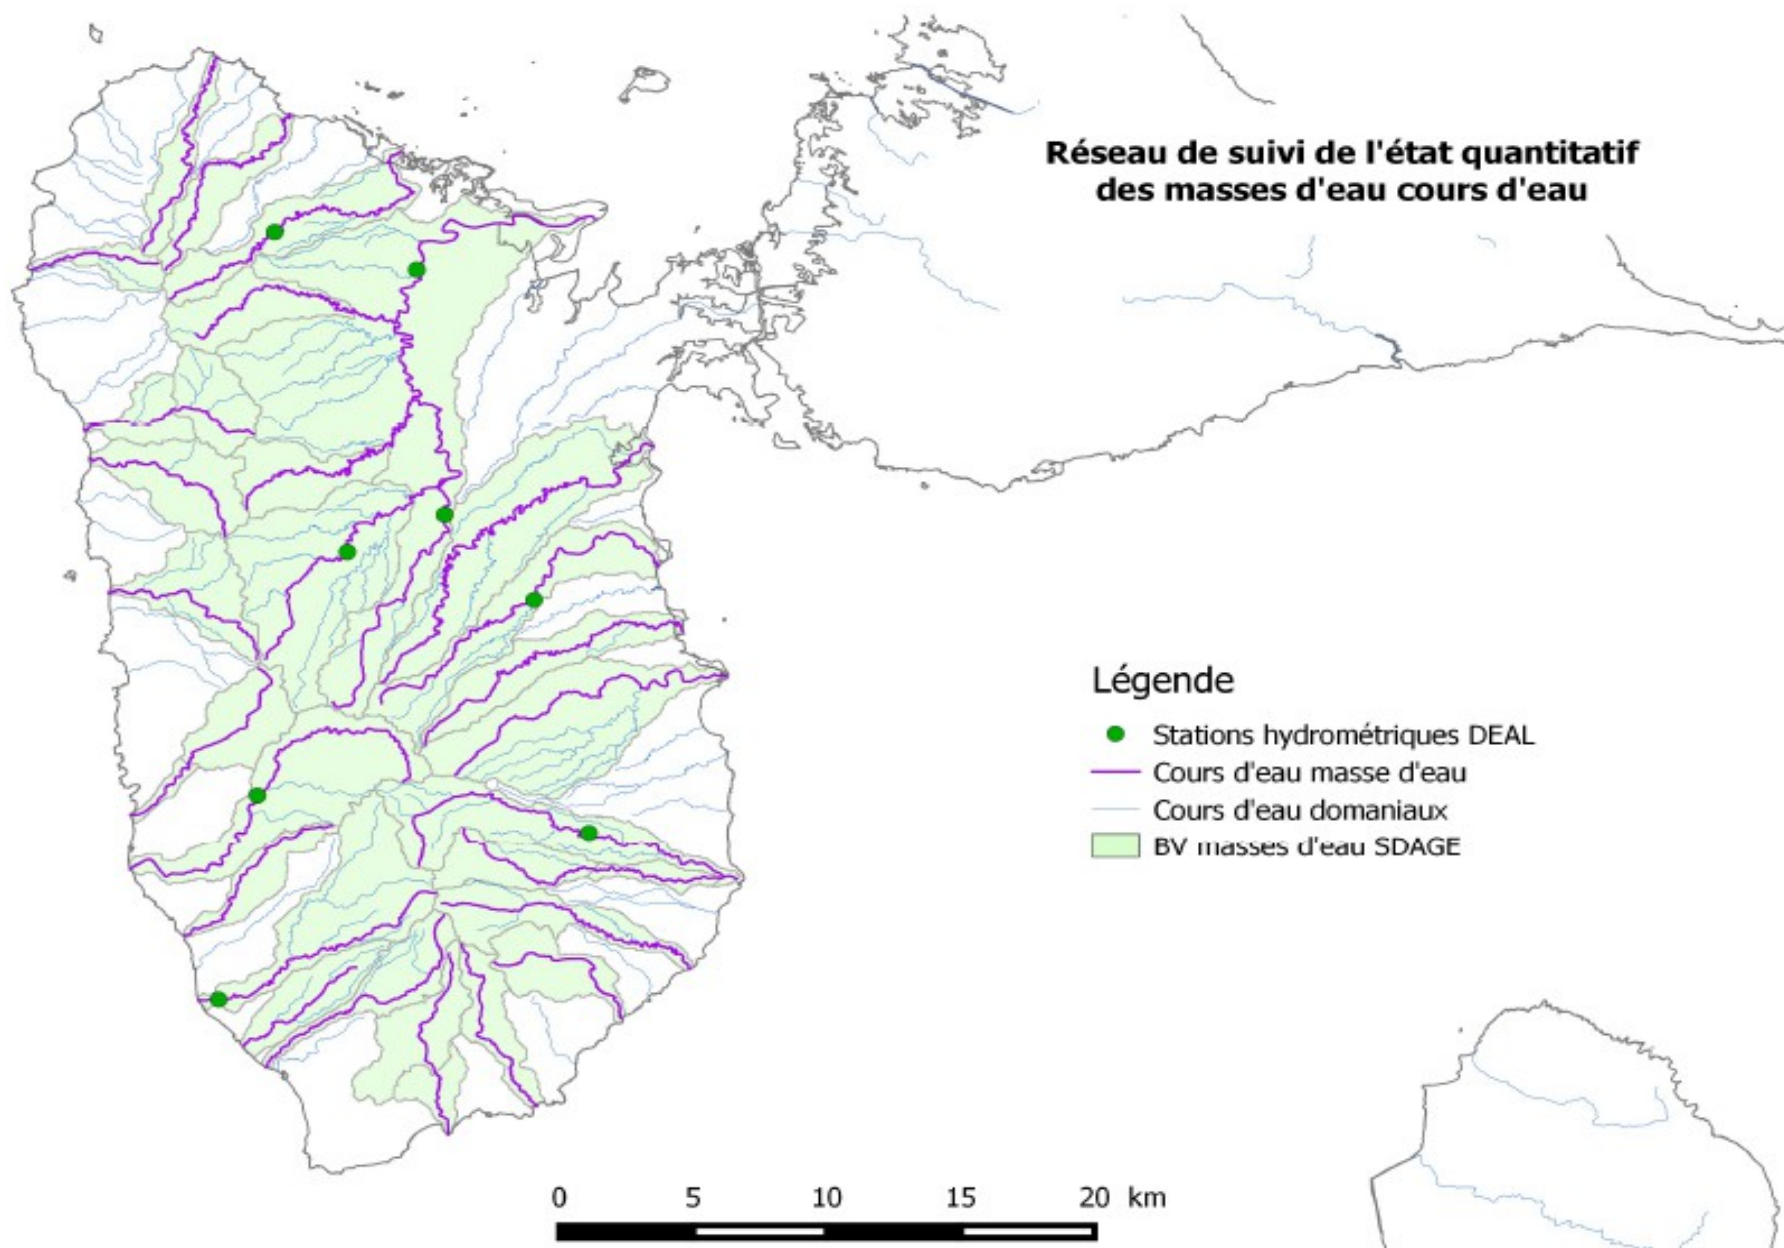 Réseau de suivi de l'état quantitatif
des masses d'eau cours d'eau
Légende
Stations hydrométriques DEAL
Cours d'eau masse d'eau
Cours d'eau domaniaux
BV masses d'eau SDAGE
0 5 10 15 20 km